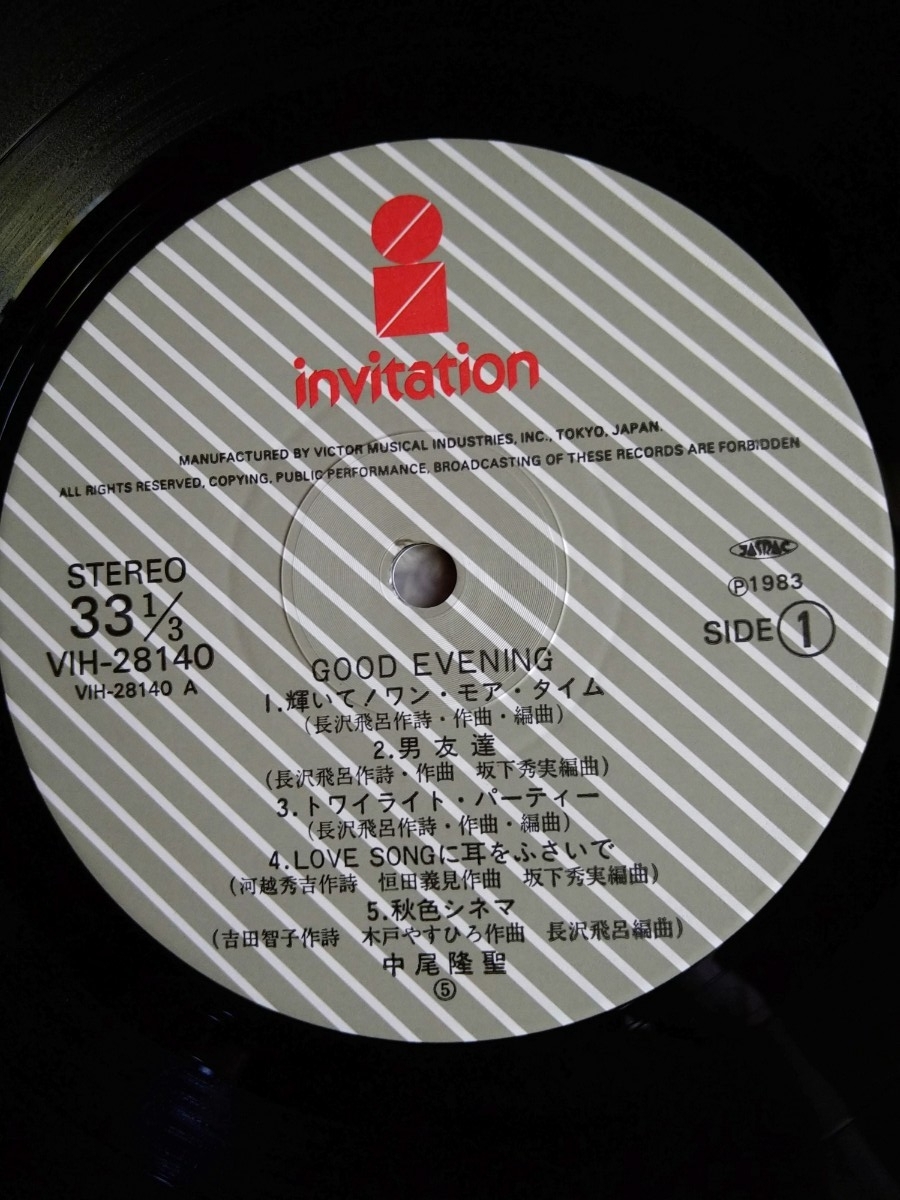 invitation
MANUFACTURED BY VICTOR MUSICAL INDUSTRIES, INC., TOKYO, JAPAN.
ALL RIGHTS RESERVED, COPYING, PUBLIC PERFORMANCE, BROADCASTING OF THESE RECORDS ARE FORBIDDEN
STEREO
33 1/3
VIH-28140
VIH-28140 A
JASRAC
Ⓟ1983
SIDE ①
GOOD EVENING
1.輝いて!ワン・モア・タイム
(長沢飛呂作詩・作曲・編曲)
2.男友達
(長沢飛呂作詩・作曲 坂下秀実編曲)
3.トワイライト・パーティー
(長沢飛呂作詩・作曲・編曲)
4.LOVE SONGに耳をふさいで
(河越秀吉作詩 恒田義見作曲 坂下秀実編曲)
5.秋色シネマ
(吉田智子作詩 木戸やすひろ作曲 長沢飛呂編曲)
中尾隆聖
⑤